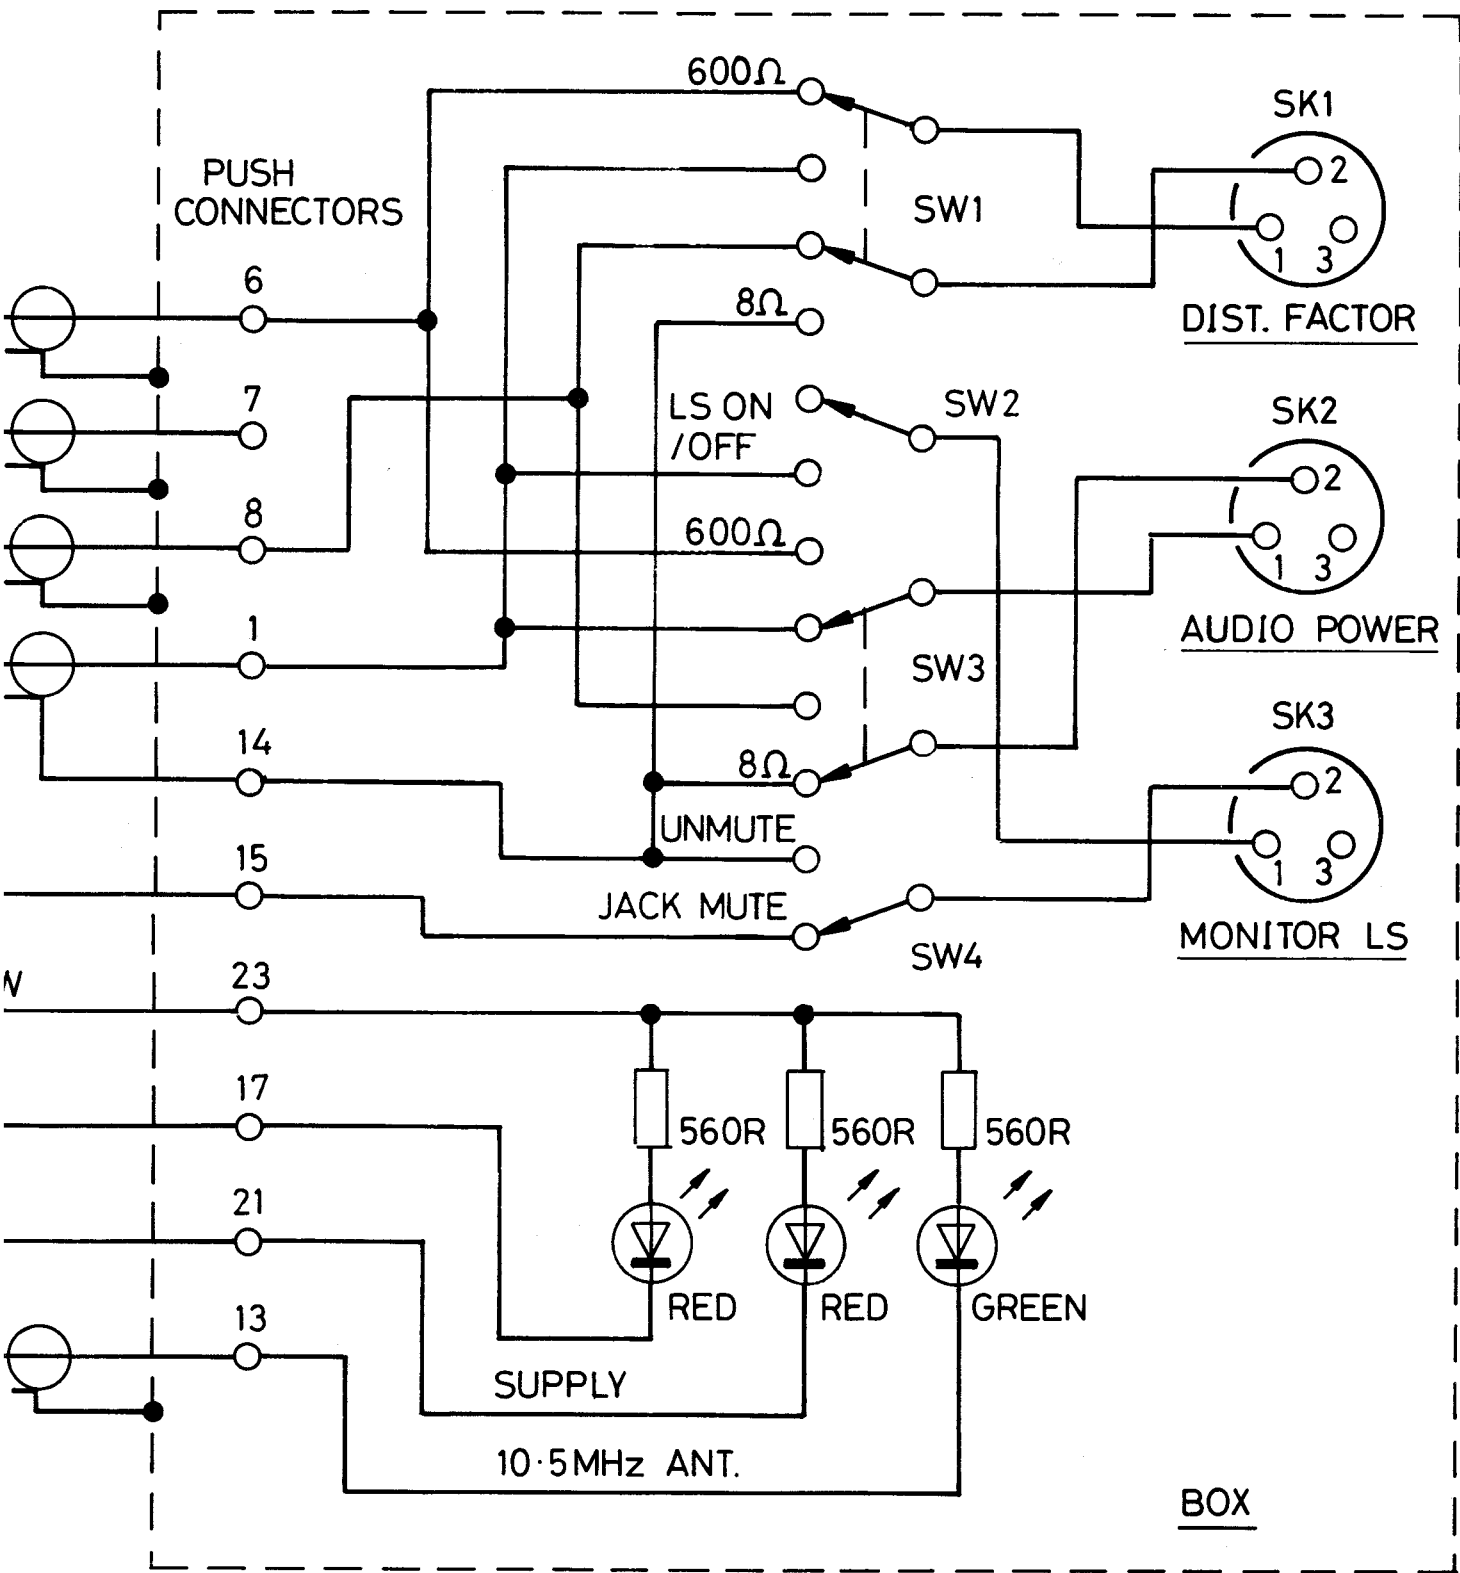 600Ω
SK1
2
1 3
DIST. FACTOR
PUSH
CONNECTORS
SW1
6
8Ω
7
LS ON
/OFF
SW2
SK2
2
1 3
AUDIO POWER
8
600Ω
1
SW3
14
8Ω
SK3
2
1 3
MONITOR LS
UNMUTE
15
JACK MUTE
SW4
23
17
560R
560R
560R
21
RED
RED
GREEN
13
SUPPLY
10·5MHz ANT.
BOX